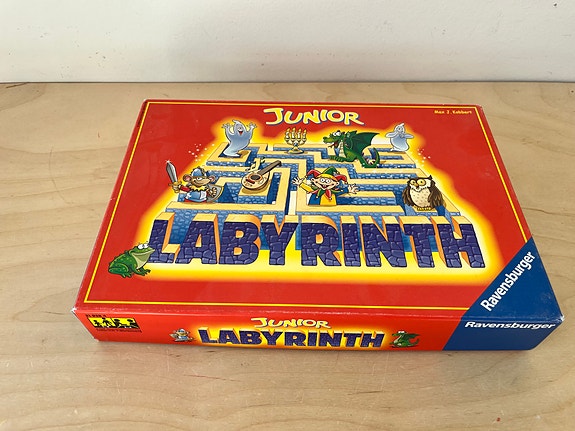 JUNIOR
Max J. Kobbert
LABYRINTH
Ravensburger
JUNIOR
LABYRINTH
Ravensburger